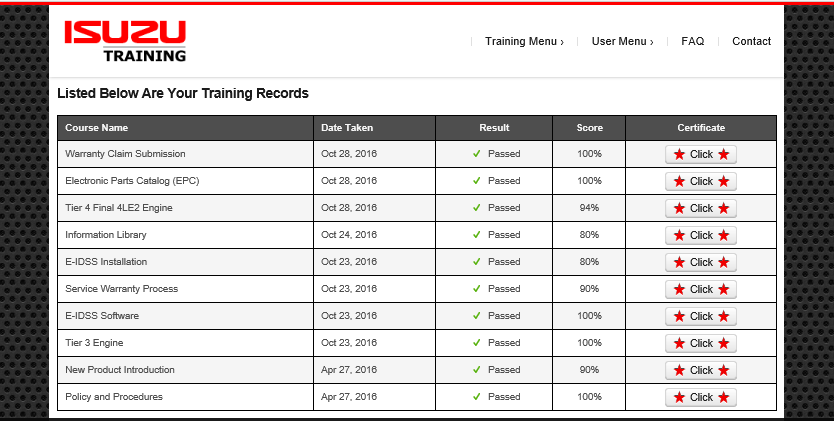 ISUZU
TRAINING
Training Menu › User Menu › FAQ Contact
Listed Below Are Your Training Records
Course Name Date Taken Result Score Certificate
Warranty Claim Submission Oct 28, 2016 ✓ Passed 100% ★ Click ★
Electronic Parts Catalog (EPC) Oct 28, 2016 ✓ Passed 100% ★ Click ★
Tier 4 Final 4LE2 Engine Oct 28, 2016 ✓ Passed 94% ★ Click ★
Information Library Oct 24, 2016 ✓ Passed 80% ★ Click ★
E-IDSS Installation Oct 23, 2016 ✓ Passed 80% ★ Click ★
Service Warranty Process Oct 23, 2016 ✓ Passed 90% ★ Click ★
E-IDSS Software Oct 23, 2016 ✓ Passed 100% ★ Click ★
Tier 3 Engine Oct 23, 2016 ✓ Passed 100% ★ Click ★
New Product Introduction Apr 27, 2016 ✓ Passed 90% ★ Click ★
Policy and Procedures Apr 27, 2016 ✓ Passed 100% ★ Click ★